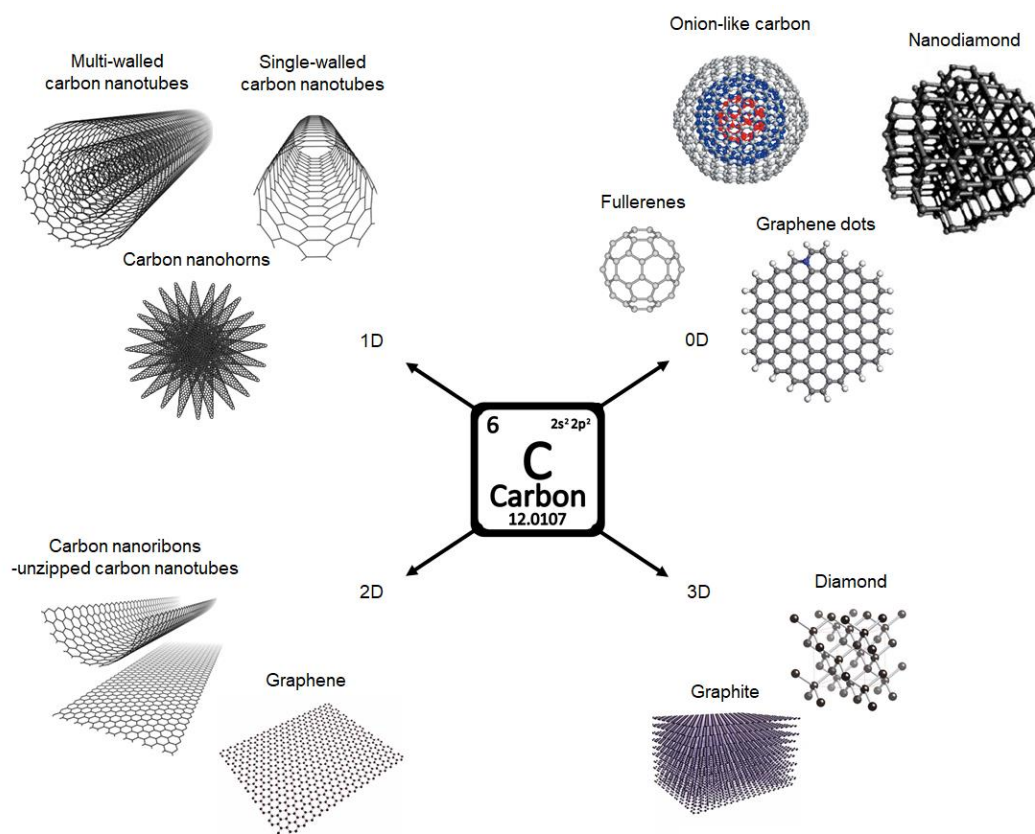 Onion-like carbon
Nanodiamond
Multi-walled
carbon nanotubes
Single-walled
carbon nanotubes
Fullerenes
Graphene dots
Carbon nanohorns
1D
0D
6
2s² 2p²
C
Carbon
12.0107
Carbon nanoribons
-unzipped carbon nanotubes
2D
3D
Diamond
Graphene
Graphite